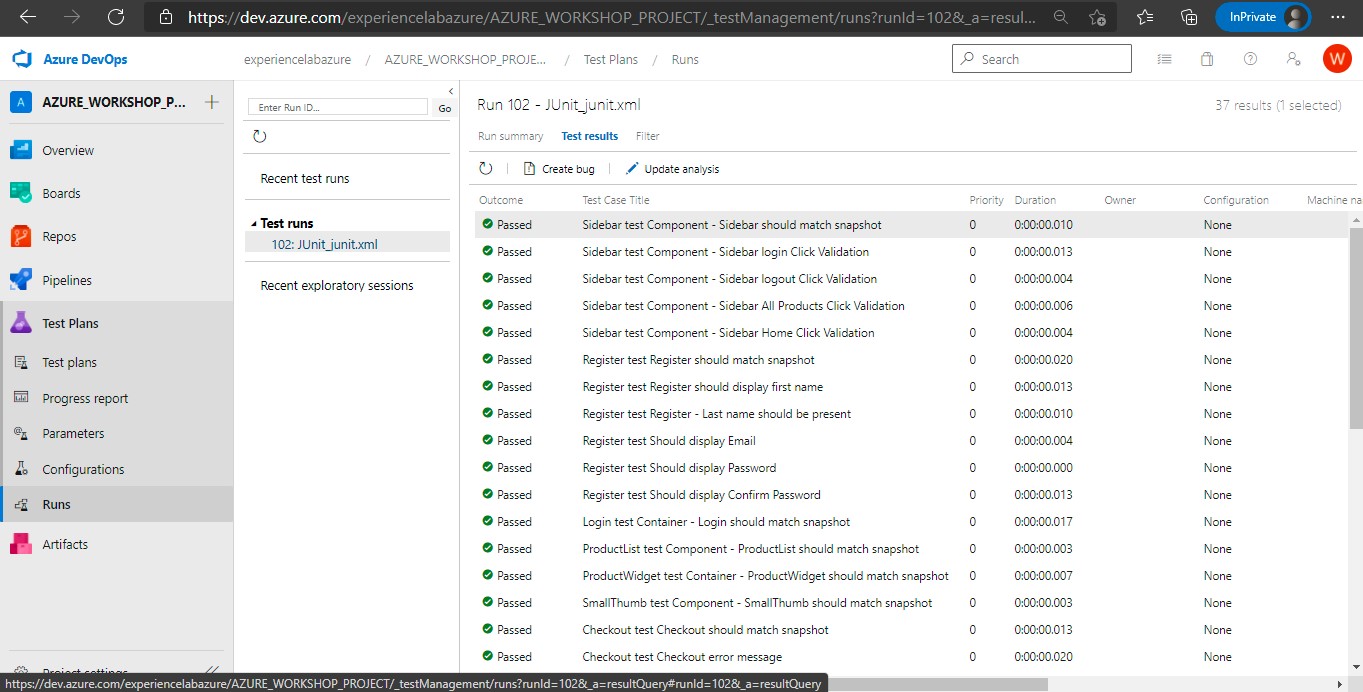 https://dev.azure.com/experiencelabazure/AZURE_WORKSHOP_PROJECT/_testManagement/runs?runId=102&_a=resul...
InPrivate
Azure DevOps
experiencelabazure / AZURE_WORKSHOP_PROJE... / Test Plans / Runs
Search
W
A
AZURE_WORKSHOP_P...
Overview
Boards
Repos
Pipelines
Test Plans
Test plans
Progress report
Parameters
Configurations
Runs
Artifacts
Project settings
Enter Run ID...
Go
Recent test runs
Test runs
102: JUnit_junit.xml
Recent exploratory sessions
Run 102 - JUnit_junit.xml
37 results (1 selected)
Run summary Test results Filter
Create bug Update analysis
Outcome Test Case Title Priority Duration Owner Configuration Machine na
Passed Sidebar test Component - Sidebar should match snapshot 0 0:00:00.010 None
Passed Sidebar test Component - Sidebar login Click Validation 0 0:00:00.013 None
Passed Sidebar test Component - Sidebar logout Click Validation 0 0:00:00.004 None
Passed Sidebar test Component - Sidebar All Products Click Validation 0 0:00:00.006 None
Passed Sidebar test Component - Sidebar Home Click Validation 0 0:00:00.004 None
Passed Register test Register should match snapshot 0 0:00:00.020 None
Passed Register test Register should display first name 0 0:00:00.013 None
Passed Register test Register - Last name should be present 0 0:00:00.010 None
Passed Register test Should display Email 0 0:00:00.004 None
Passed Register test Should display Password 0 0:00:00.000 None
Passed Register test Should display Confirm Password 0 0:00:00.013 None
Passed Login test Container - Login should match snapshot 0 0:00:00.017 None
Passed ProductList test Component - ProductList should match snapshot 0 0:00:00.003 None
Passed ProductWidget test Container - ProductWidget should match snapshot 0 0:00:00.007 None
Passed SmallThumb test Component - SmallThumb should match snapshot 0 0:00:00.003 None
Passed Checkout test Checkout should match snapshot 0 0:00:00.013 None
Passed Checkout test Checkout error message 0 0:00:00.020 None
https://dev.azure.com/experiencelabazure/AZURE_WORKSHOP_PROJECT/_testManagement/runs?runId=102&_a=resultQuery#runId=102&_a=resultQuery